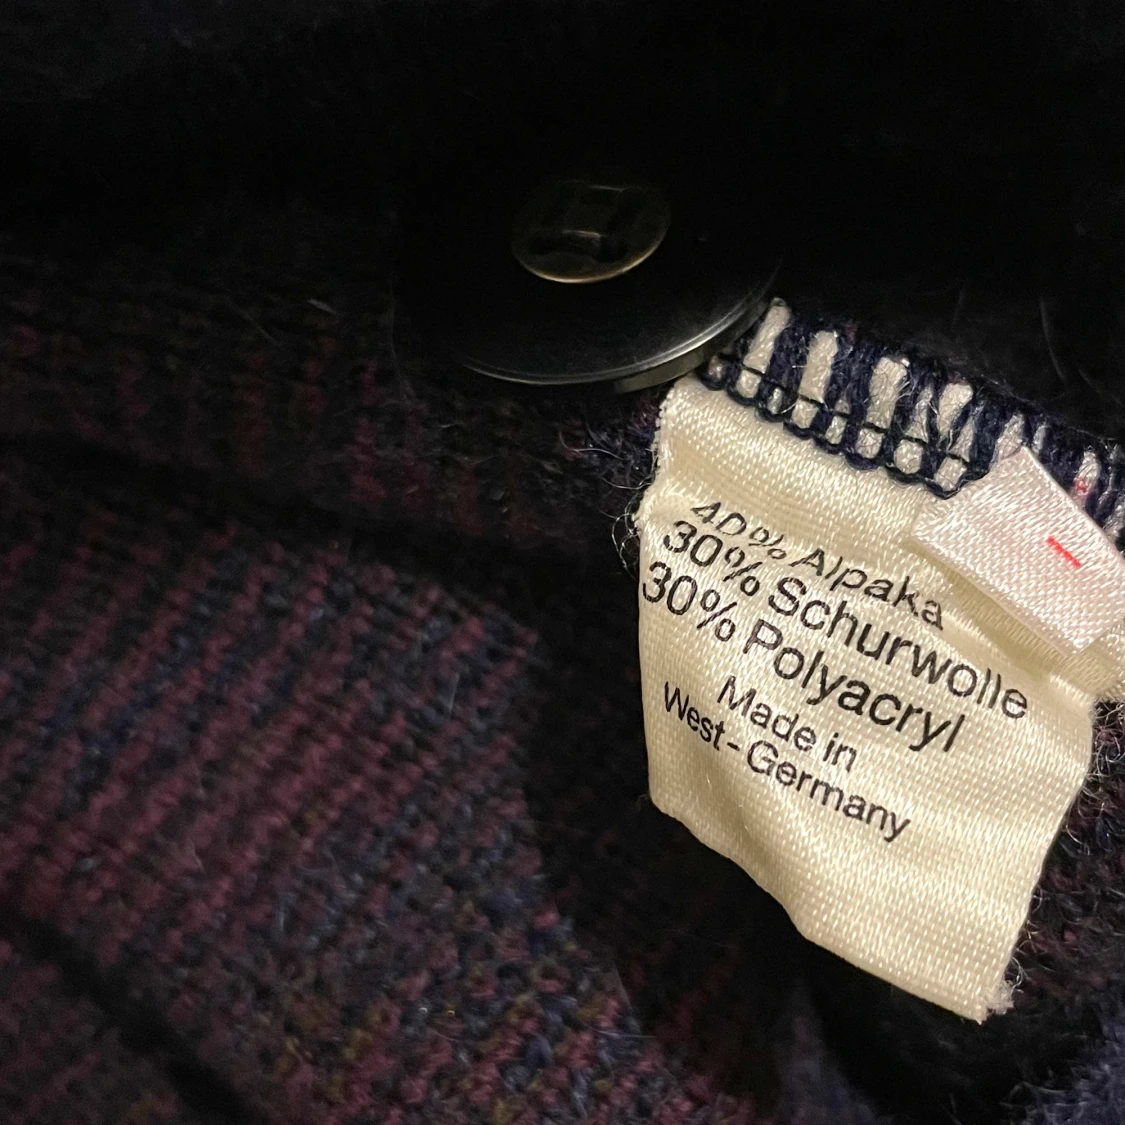 40% Alpaka
30% Schurwolle
30% Polyacryl
Made in
West-Germany